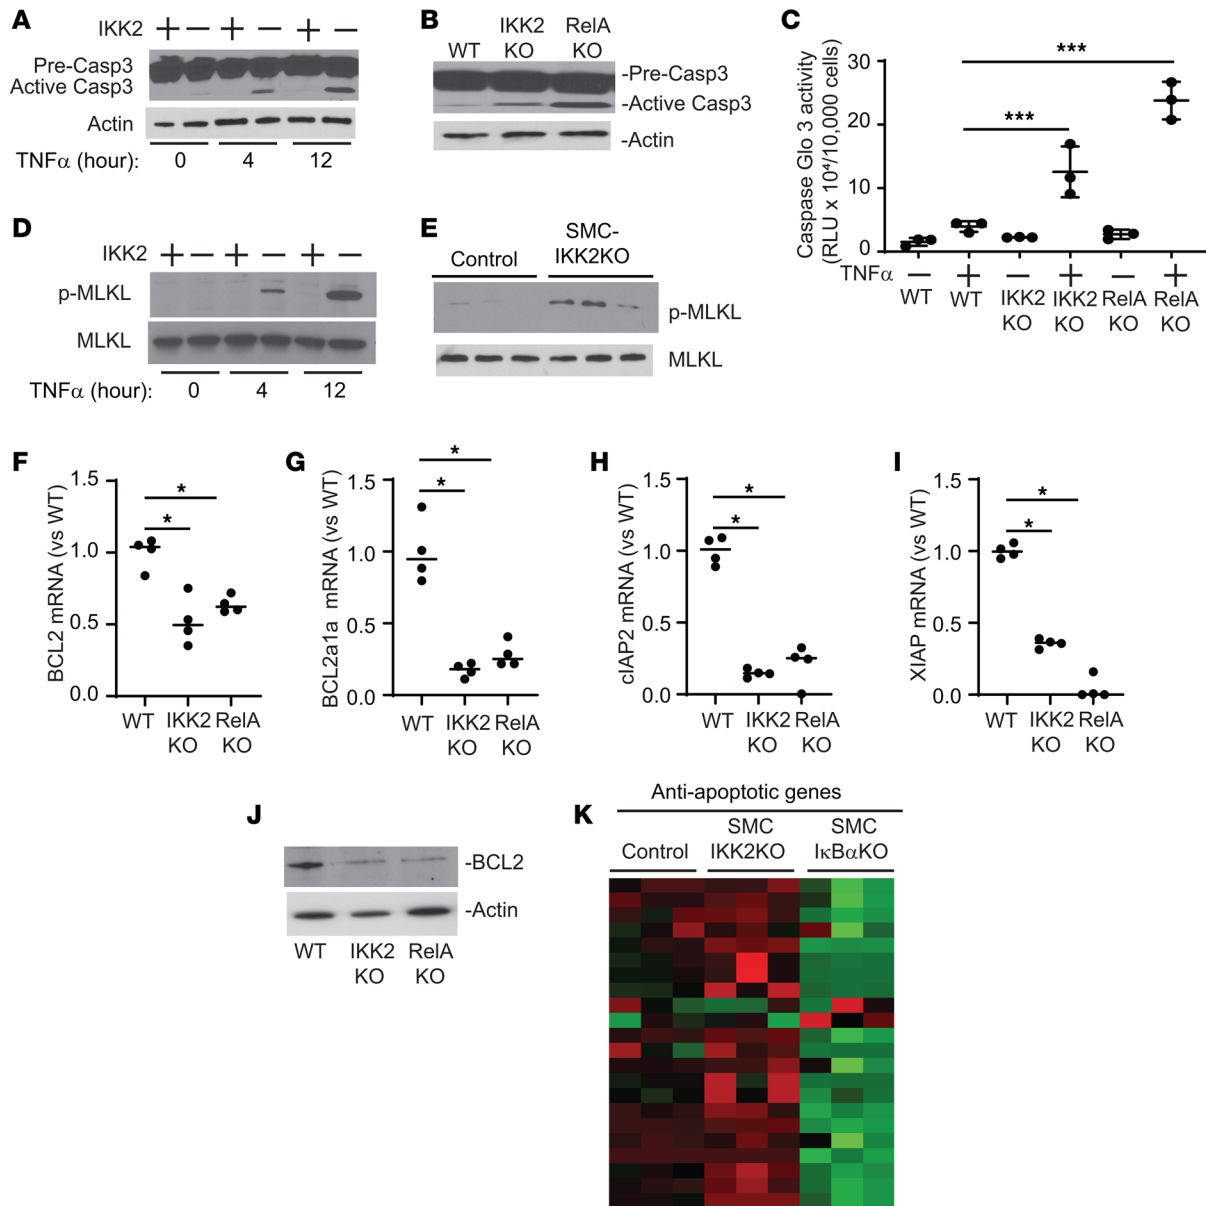 A
IKK2 + − + − + −
Pre-Casp3
Active Casp3
Actin
TNFα (hour): 0 4 12
B
WT IKK2 KO RelA KO
-Pre-Casp3
-Active Casp3
-Actin
C
Caspase Glo 3 activity
(RLU x 10⁴/10,000 cells)
30
20
10
0
***
***
TNFα − + − + − +
WT WT IKK2 KO IKK2 KO RelA KO RelA KO
D
IKK2 + − + − + −
p-MLKL
MLKL
TNFα (hour): 0 4 12
E
Control SMC-IKK2KO
p-MLKL
MLKL
F
BCL2 mRNA (vs WT)
1.5
1.0
0.5
0.0
*
*
WT IKK2 KO RelA KO
G
BCL2a1a mRNA (vs WT)
1.5
1.0
0.5
0.0
*
*
WT IKK2 KO RelA KO
H
cIAP2 mRNA (vs WT)
1.5
1.0
0.5
0.0
*
*
WT IKK2 KO RelA KO
I
XIAP mRNA (vs WT)
1.5
1.0
0.5
0.0
*
*
WT IKK2 KO RelA KO
J
-BCL2
-Actin
WT IKK2 KO RelA KO
K
Anti-apoptotic genes
Control SMC IKK2KO SMC IκBαKO